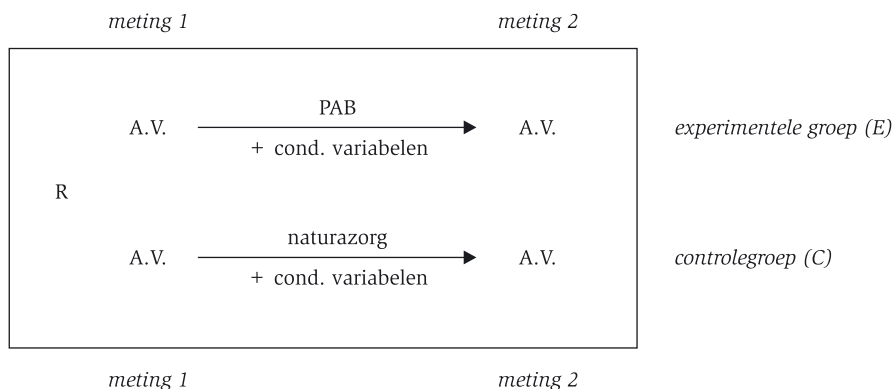 meting 1 meting 2
PAB
A.V. A.V. experimentele groep (E)
+ cond. variabelen
R
naturazorg
A.V. A.V. controlegroep (C)
+ cond. variabelen
meting 1 meting 2